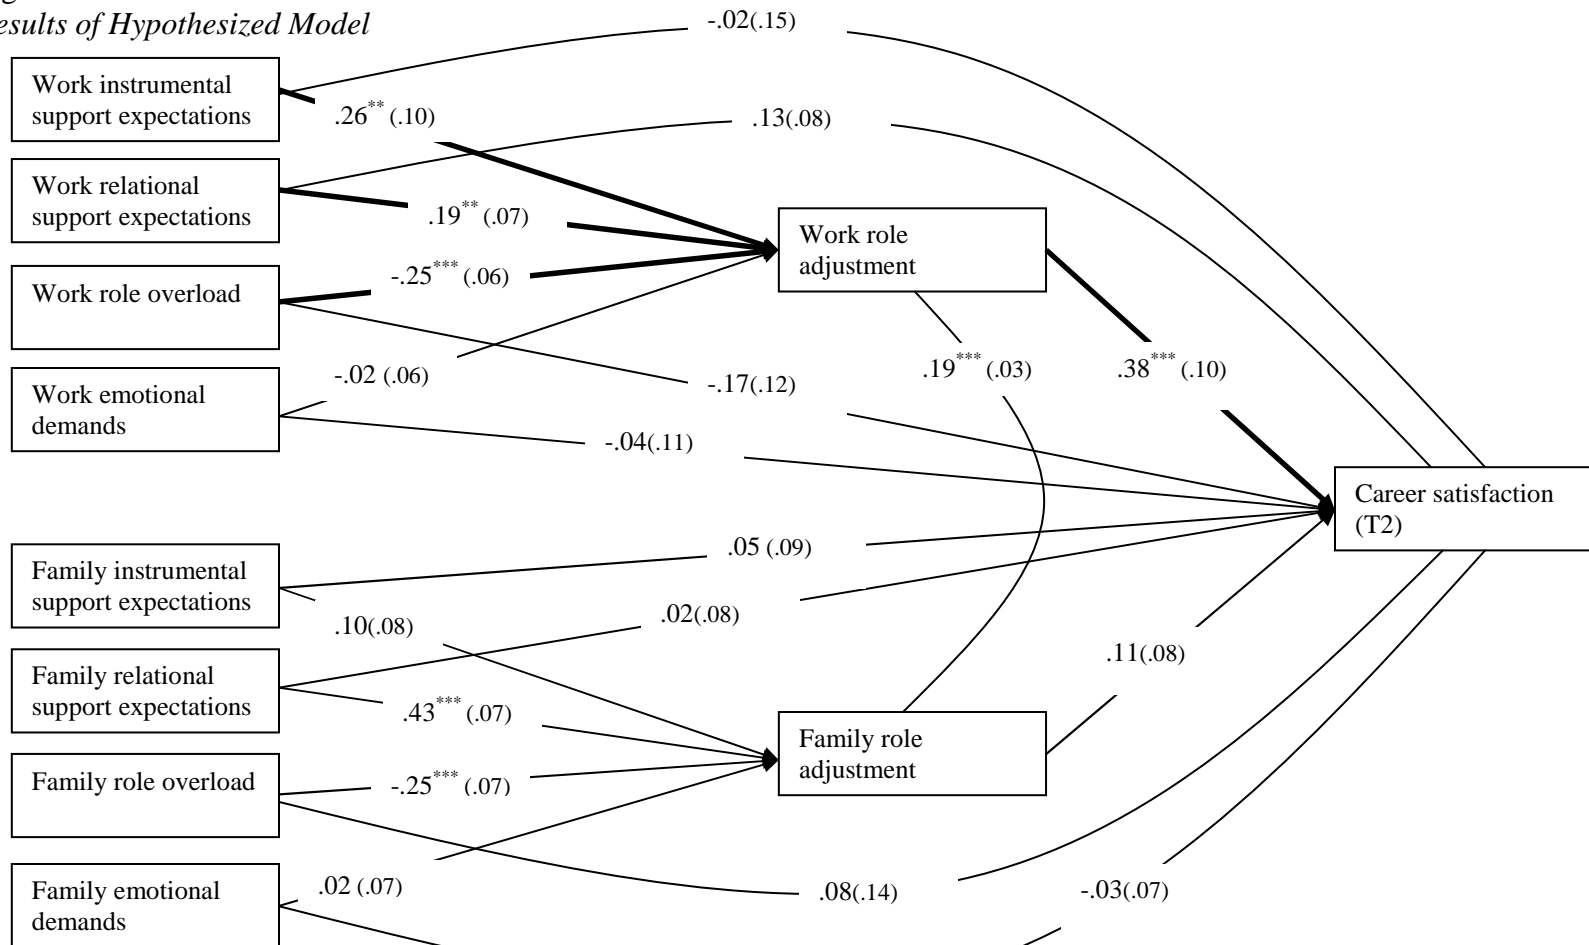 esults of Hypothesized Model
-.02(.15)
Work instrumental
support expectations
.26** (.10)
.13(.08)
Work relational
support expectations
.19** (.07)
Work role
adjustment
-.25*** (.06)
Work role overload
-.02 (.06)
-.17(.12)
.19*** (.03)
.38*** (.10)
Work emotional
demands
-.04(.11)
Career satisfaction
(T2)
.05 (.09)
Family instrumental
support expectations
.10(.08)
.02(.08)
.11(.08)
Family relational
support expectations
.43*** (.07)
Family role
adjustment
Family role overload
-.25*** (.07)
.02 (.07)
.08(.14)
-.03(.07)
Family emotional
demands